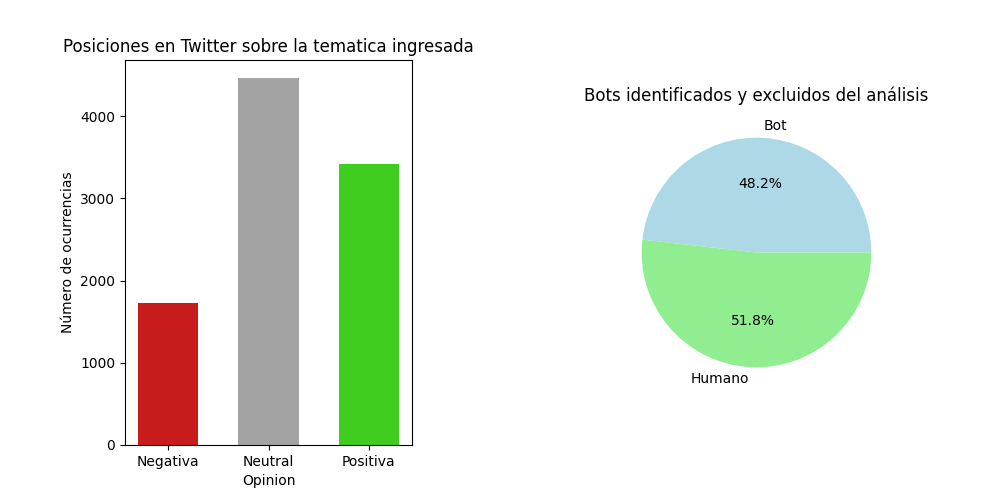 Posiciones en Twitter sobre la tematica ingresada
Número de ocurrencias
4000
3000
2000
1000
0
Negativa
Neutral
Positiva
Opinion
Bots identificados y excluidos del análisis
Bot
48.2%
51.8%
Humano